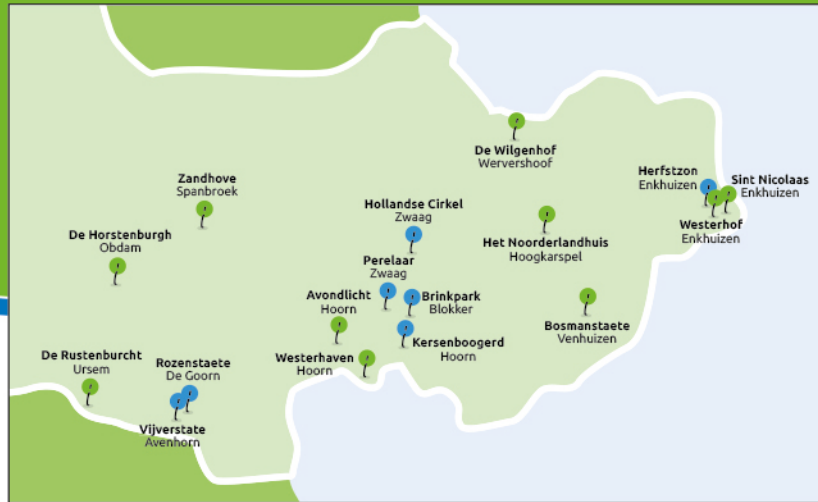 De Wilgenhof
Wervershoof
Herfstzon
Enkhuizen
Sint Nicolaas
Enkhuizen
Westerhof
Enkhuizen
Zandhove
Spanbroek
Hollandse Cirkel
Zwaag
De Horstenburgh
Obdam
Het Noorderlandhuis
Hoogkarspel
Perelaar
Zwaag
Avondlicht
Hoorn
Brinkpark
Blokker
Bosmanstaete
Venhuizen
Kersenboogerd
Hoorn
De Rustenburcht
Ursem
Rozenstaete
De Goorn
Westerhaven
Hoorn
Vijverstate
Avenhorn